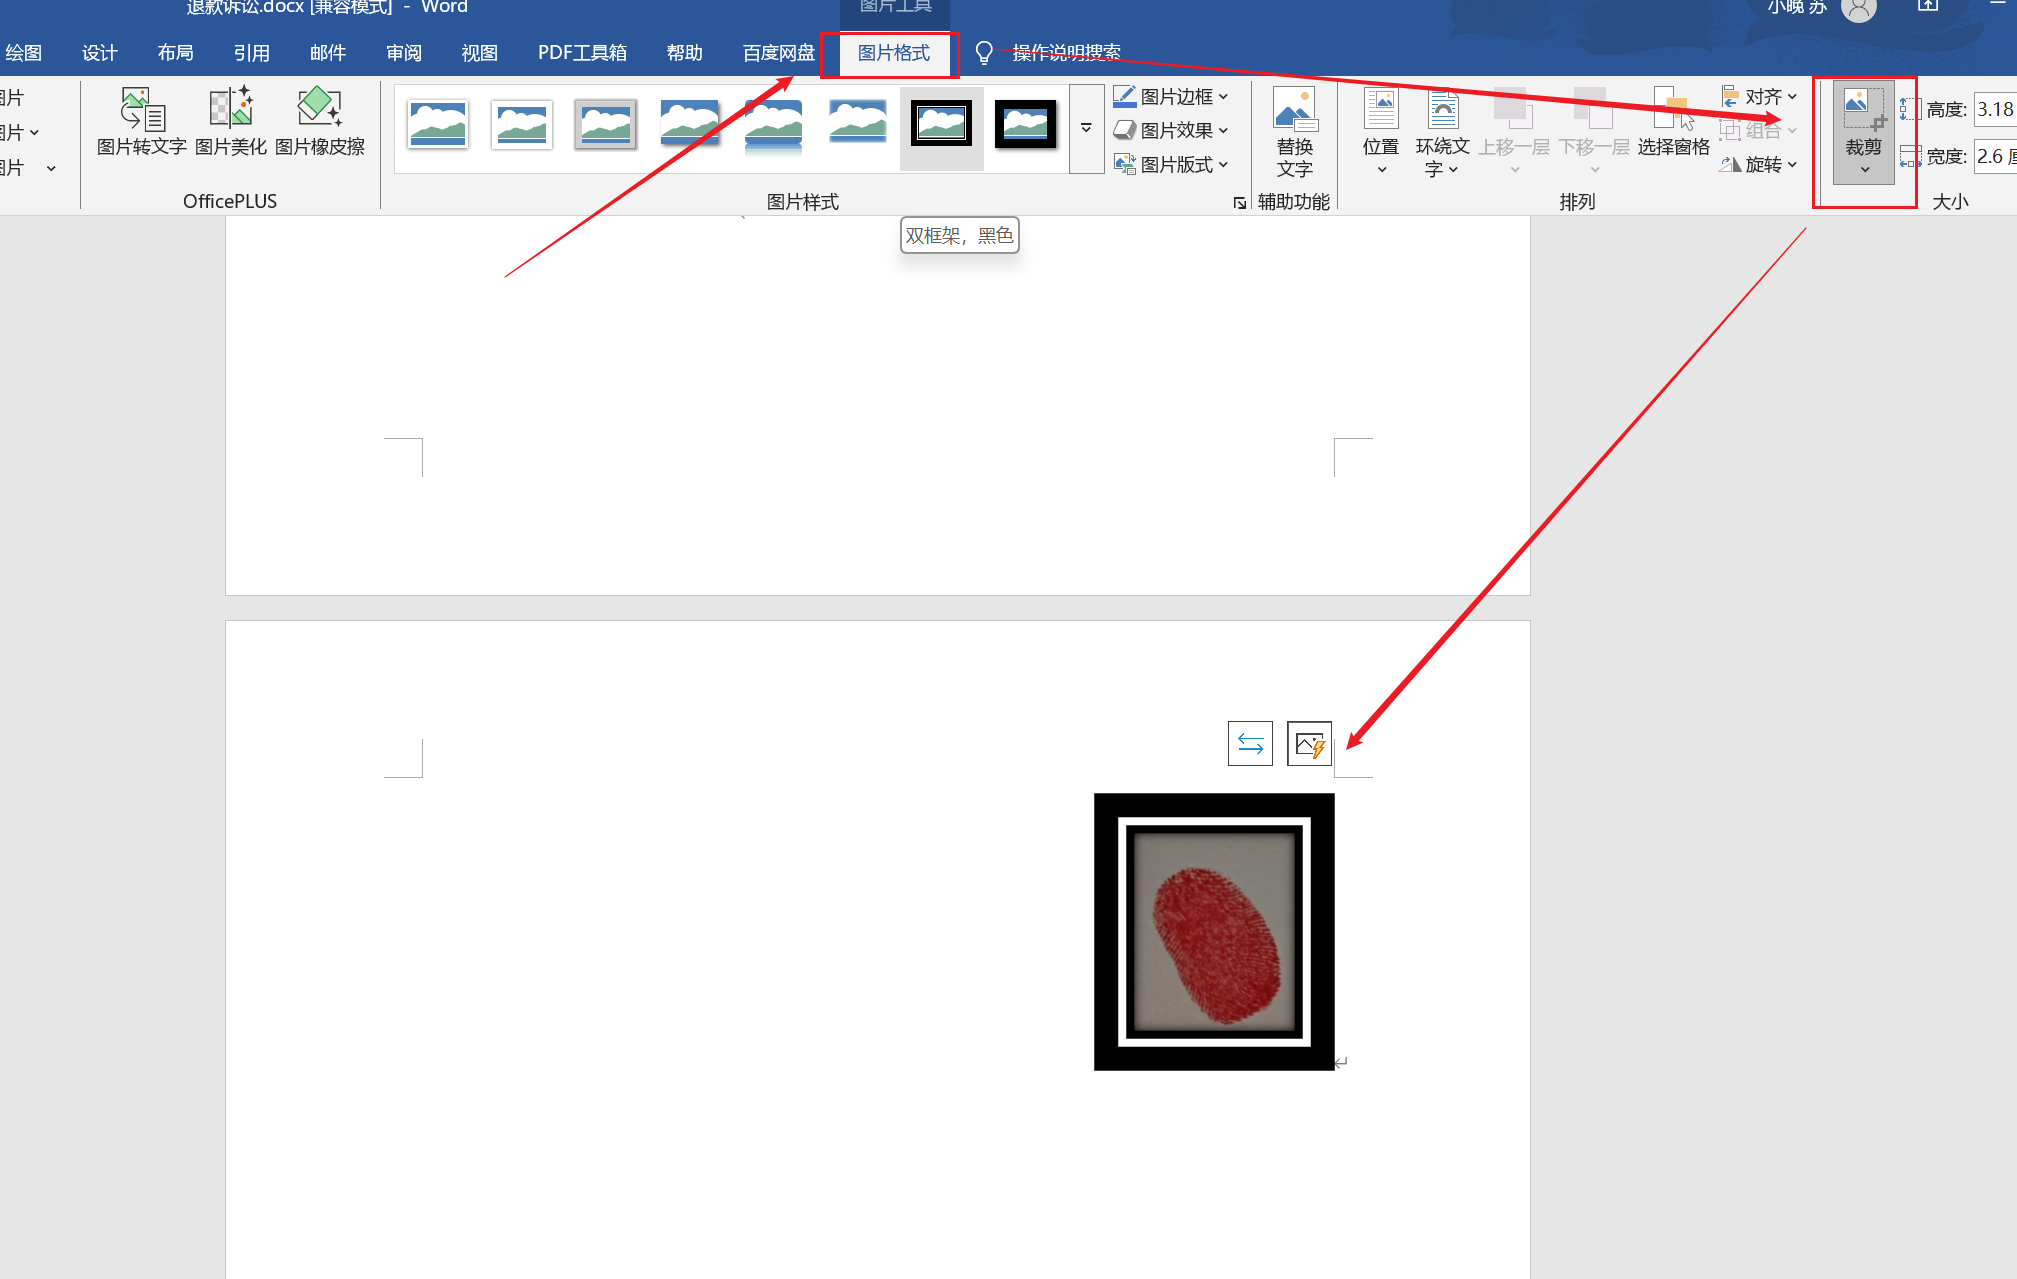 退款诉讼.docx [兼容模式] - Word
图片工具
小晚 苏
绘图 设计 布局 引用 邮件 审阅 视图 PDF工具箱 帮助 百度网盘 图片格式 操作说明搜索
图片
图片
图片
图片转文字 图片美化 图片橡皮擦
OfficePLUS
图片边框
图片效果
图片版式
图片样式
替换
文字
辅助功能
位置
环绕文
字
上移一层 下移一层 选择窗格
对齐
组合
旋转
排列
裁剪
高度: 3.18
宽度: 2.6 厘
大小
双框架，黑色